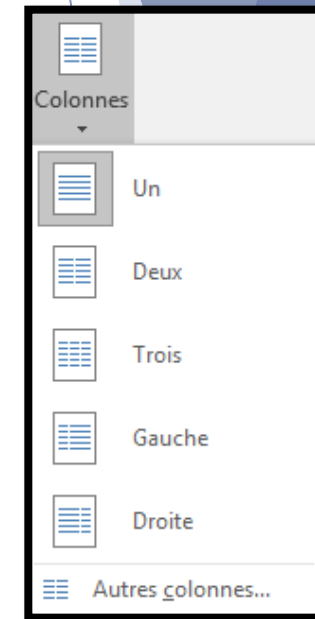 Colonnes
Un
Deux
Trois
Gauche
Droite
Autres colonnes...